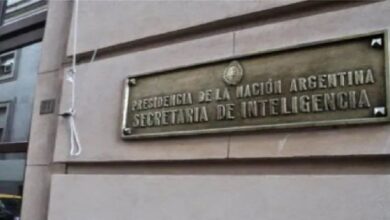 PRESIDENCIA DE LA NACIÓN ARGENTINA
SECRETARIA DE INTELIGENCIA